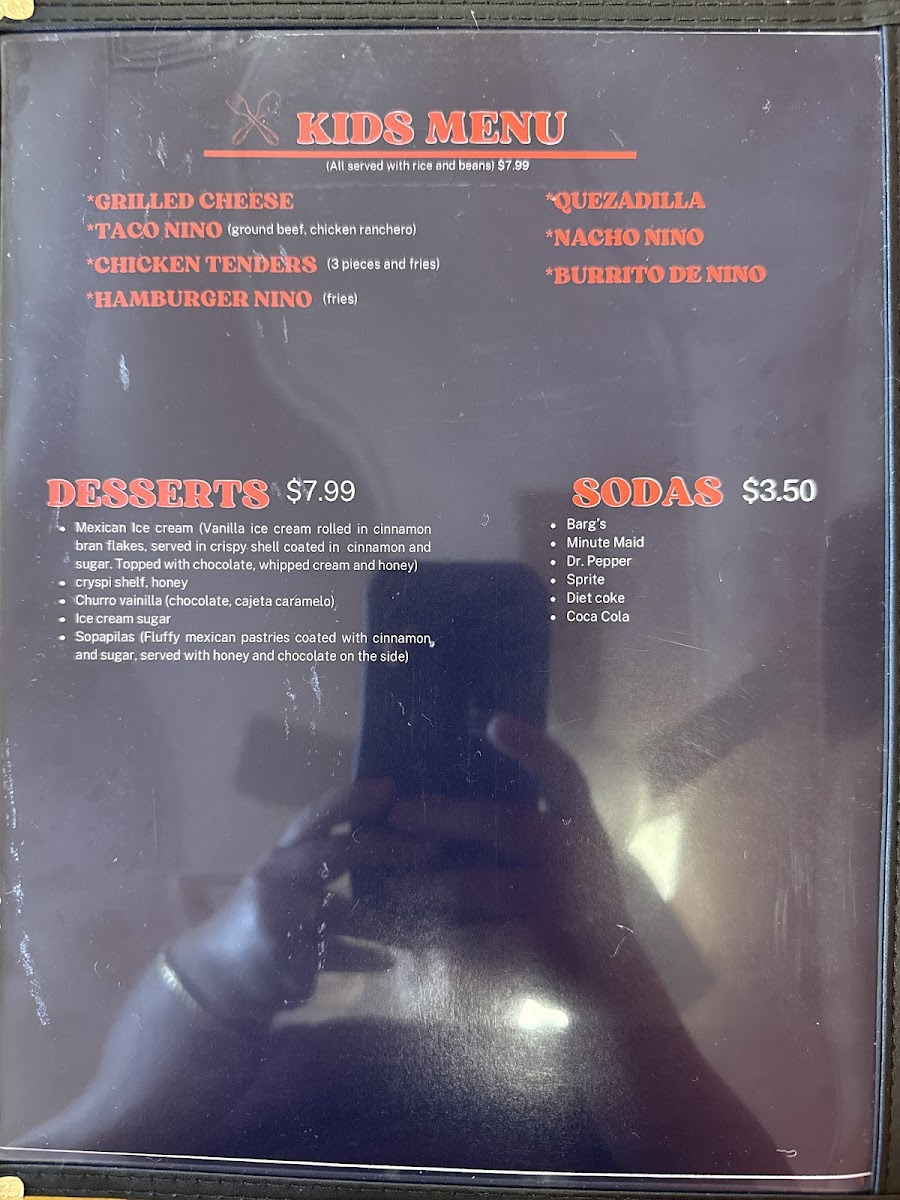 KIDS MENU
(All served with rice and beans) $7.99
*GRILLED CHEESE
*TACO NINO (ground beef, chicken ranchero)
*CHICKEN TENDERS (3 pieces and fries)
*HAMBURGER NINO (fries)
*QUEZADILLA
*NACHO NINO
*BURRITO DE NINO
DESSERTS $7.99
• Mexican Ice cream (Vanilla ice cream rolled in cinnamon
bran flakes, served in crispy shell coated in cinnamon and
sugar. Topped with chocolate, whipped cream and honey)
• cryspi shelf, honey
• Churro vainilla (chocolate, cajeta caramelo)
• Ice cream sugar
• Sopapilas (Fluffy mexican pastries coated with cinnamon,
and sugar, served with honey and chocolate on the side)
SODAS $3.50
• Barg's
• Minute Maid
• Dr. Pepper
• Sprite
• Diet coke
• Coca Cola